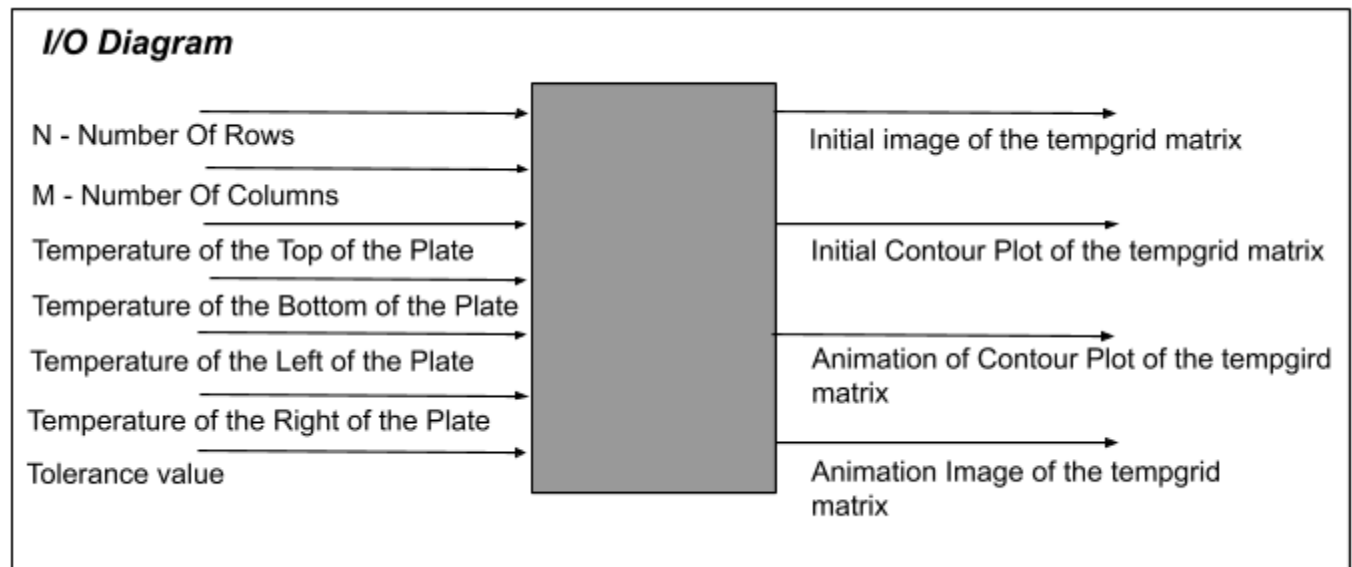 I/O Diagram
N - Number Of Rows
M - Number Of Columns
Temperature of the Top of the Plate
Temperature of the Bottom of the Plate
Temperature of the Left of the Plate
Temperature of the Right of the Plate
Tolerance value
Initial image of the tempgrid matrix
Initial Contour Plot of the tempgrid matrix
Animation of Contour Plot of the tempgird
matrix
Animation Image of the tempgrid
matrix